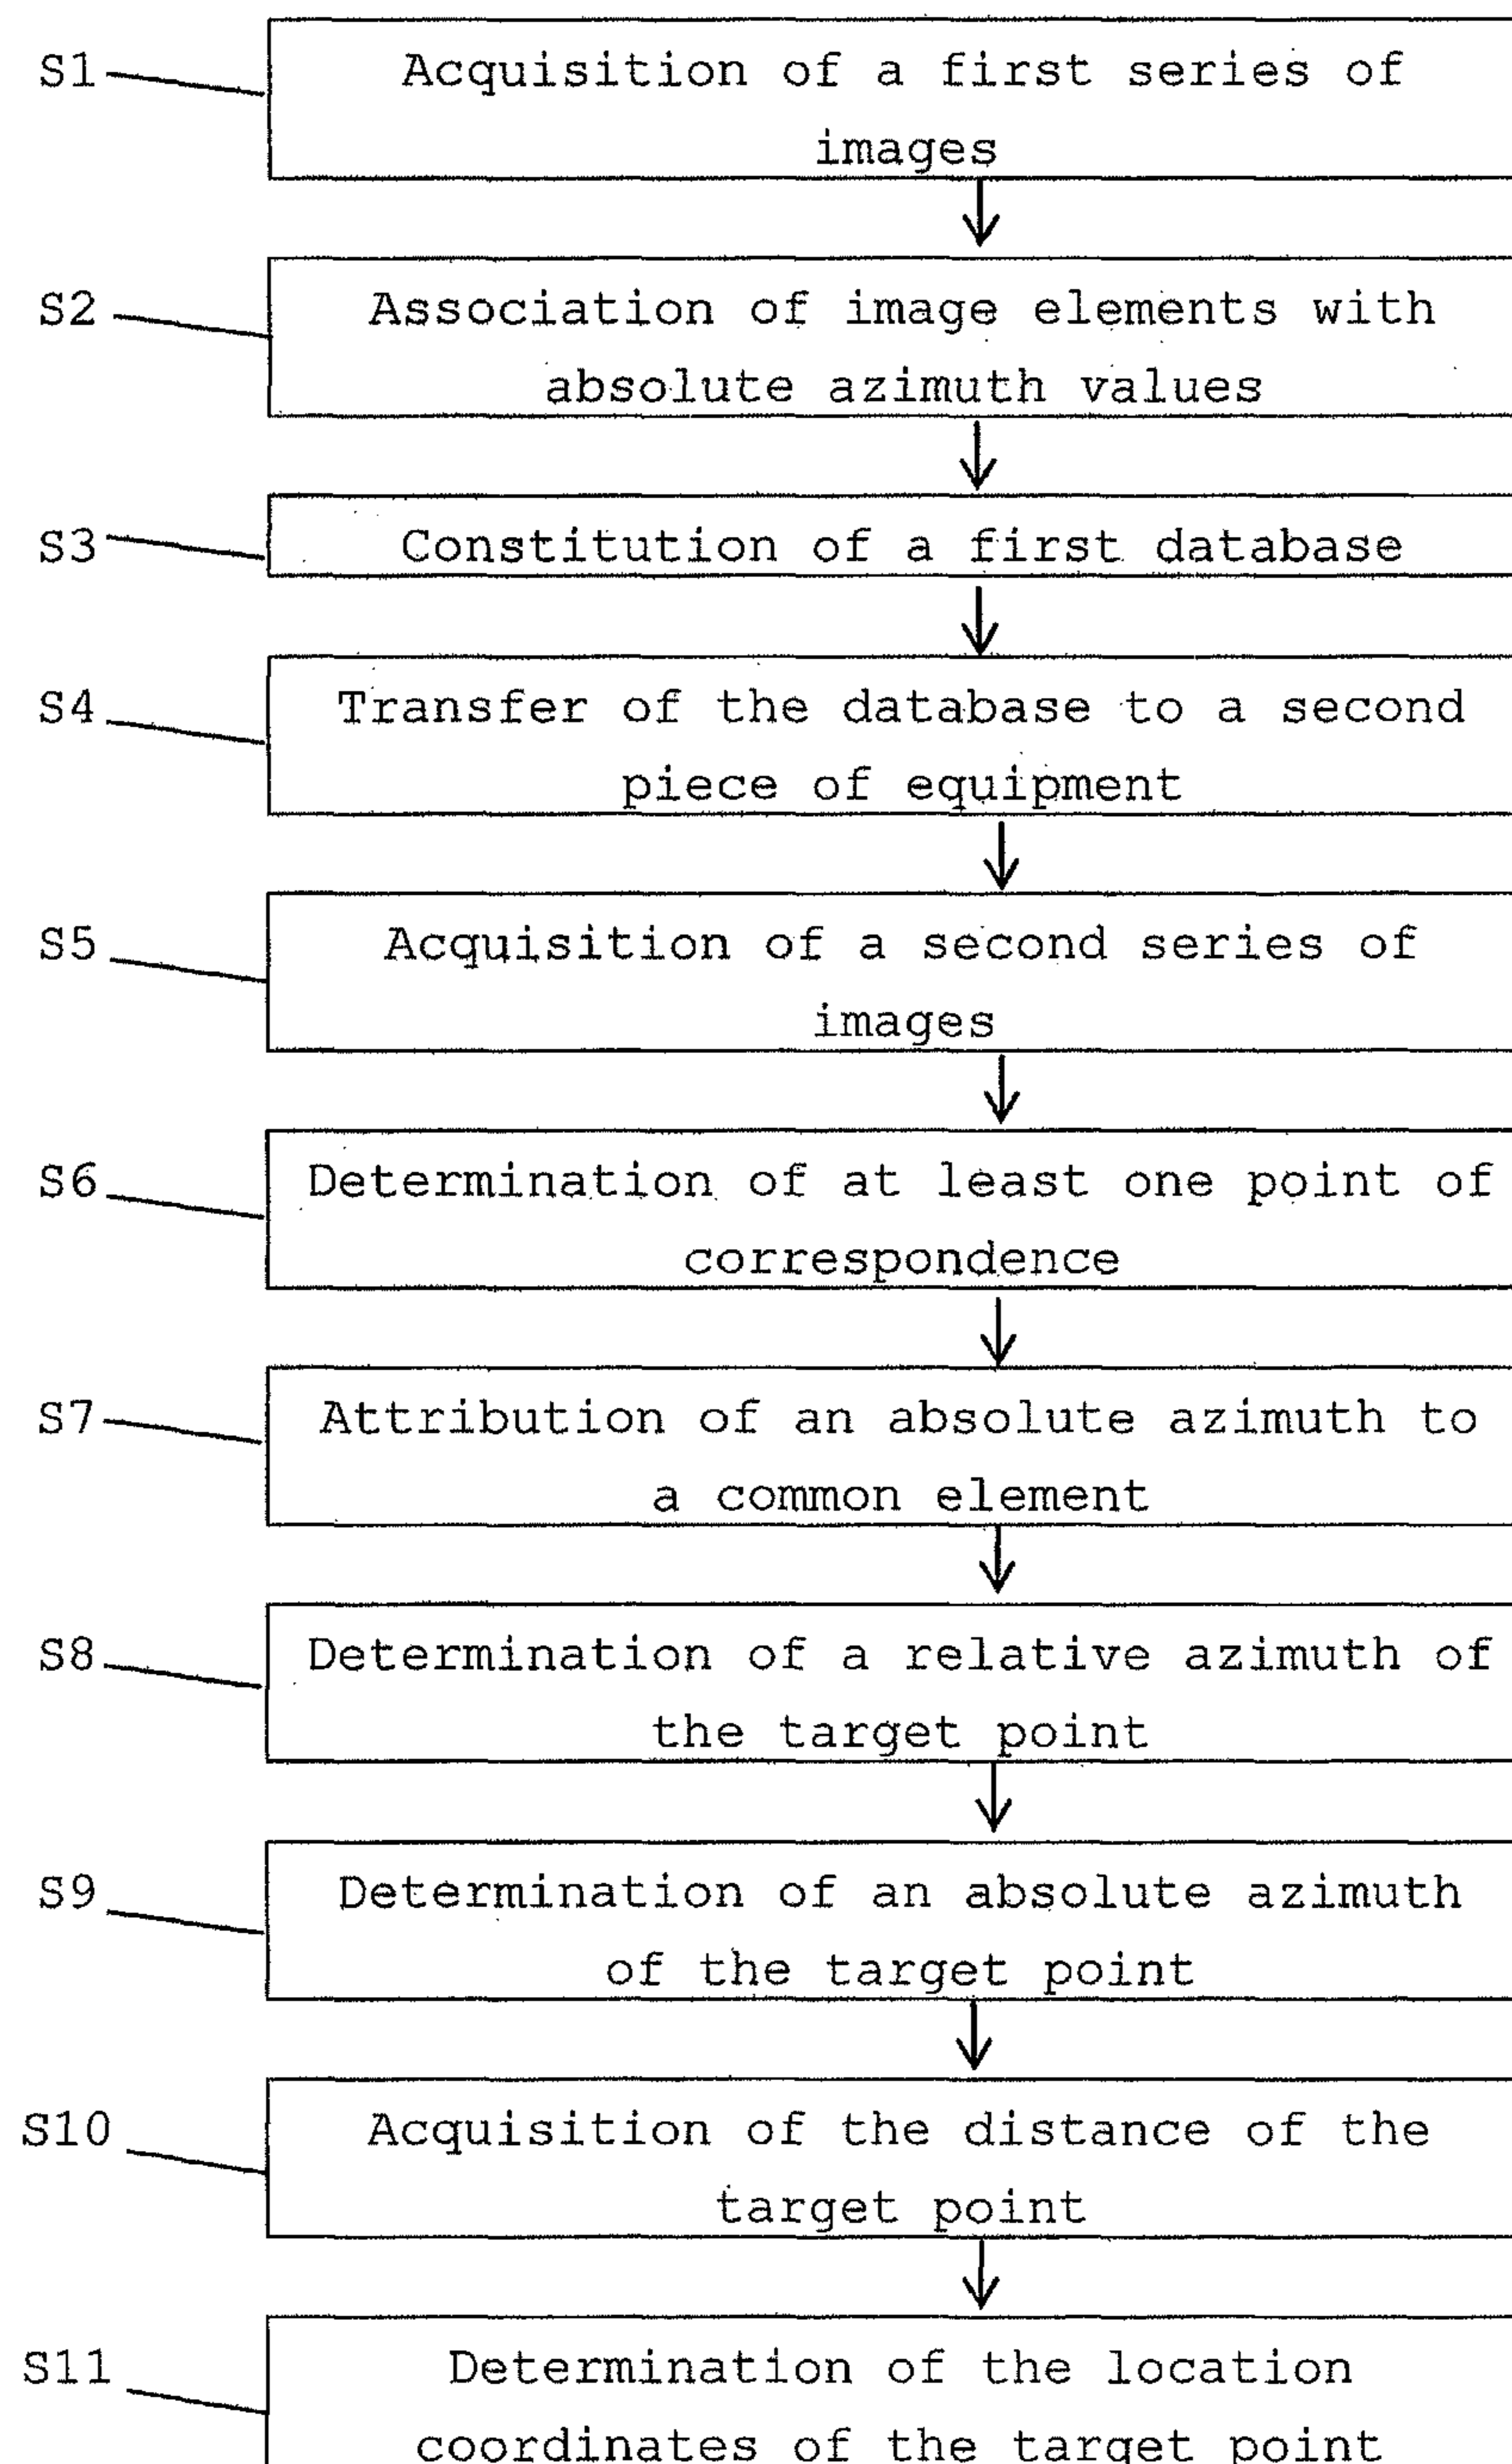 S1
Acquisition of a first series of
images
S2
Association of image elements with
absolute azimuth values
S3
Constitution of a first database
S4
Transfer of the database to a second
piece of equipment
S5
Acquisition of a second series of
images
S6
Determination of at least one point of
correspondence
S7
Attribution of an absolute azimuth to
a common element
S8
Determination of a relative azimuth of
the target point
S9
Determination of an absolute azimuth
of the target point
S10
Acquisition of the distance of the
target point
S11
Determination of the location
coordinates of the target point